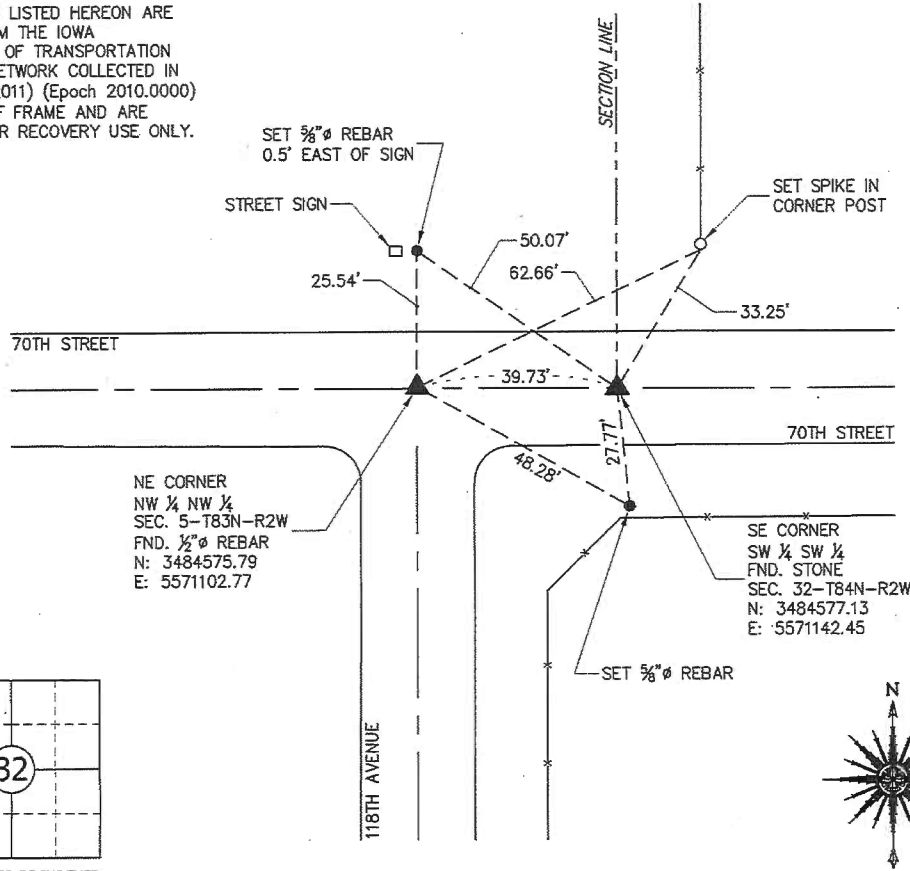 LISTED HEREON ARE
THE IOWA
OF TRANSPORTATION
COLLECTED IN
(Epoch 2010.0000)
FRAME AND ARE
RECOVERY USE ONLY.
SECTION LINE
SET ⅝"ø REBAR
0.5' EAST OF SIGN
STREET SIGN
SET SPIKE IN
CORNER POST
50.07'
62.66'
25.54'
33.25'
70TH STREET
39.73'
70TH STREET
27.77'
48.28'
NE CORNER
NW ¼ NW ¼
SEC. 5-T83N-R2W
FND. ½"ø REBAR
N: 3484575.79
E: 5571102.77
SE CORNER
SW ¼ SW ¼
FND. STONE
SEC. 32-T84N-R2W
N: 3484577.13
E: 5571142.45
SET ⅝"ø REBAR
118TH AVENUE
32
N